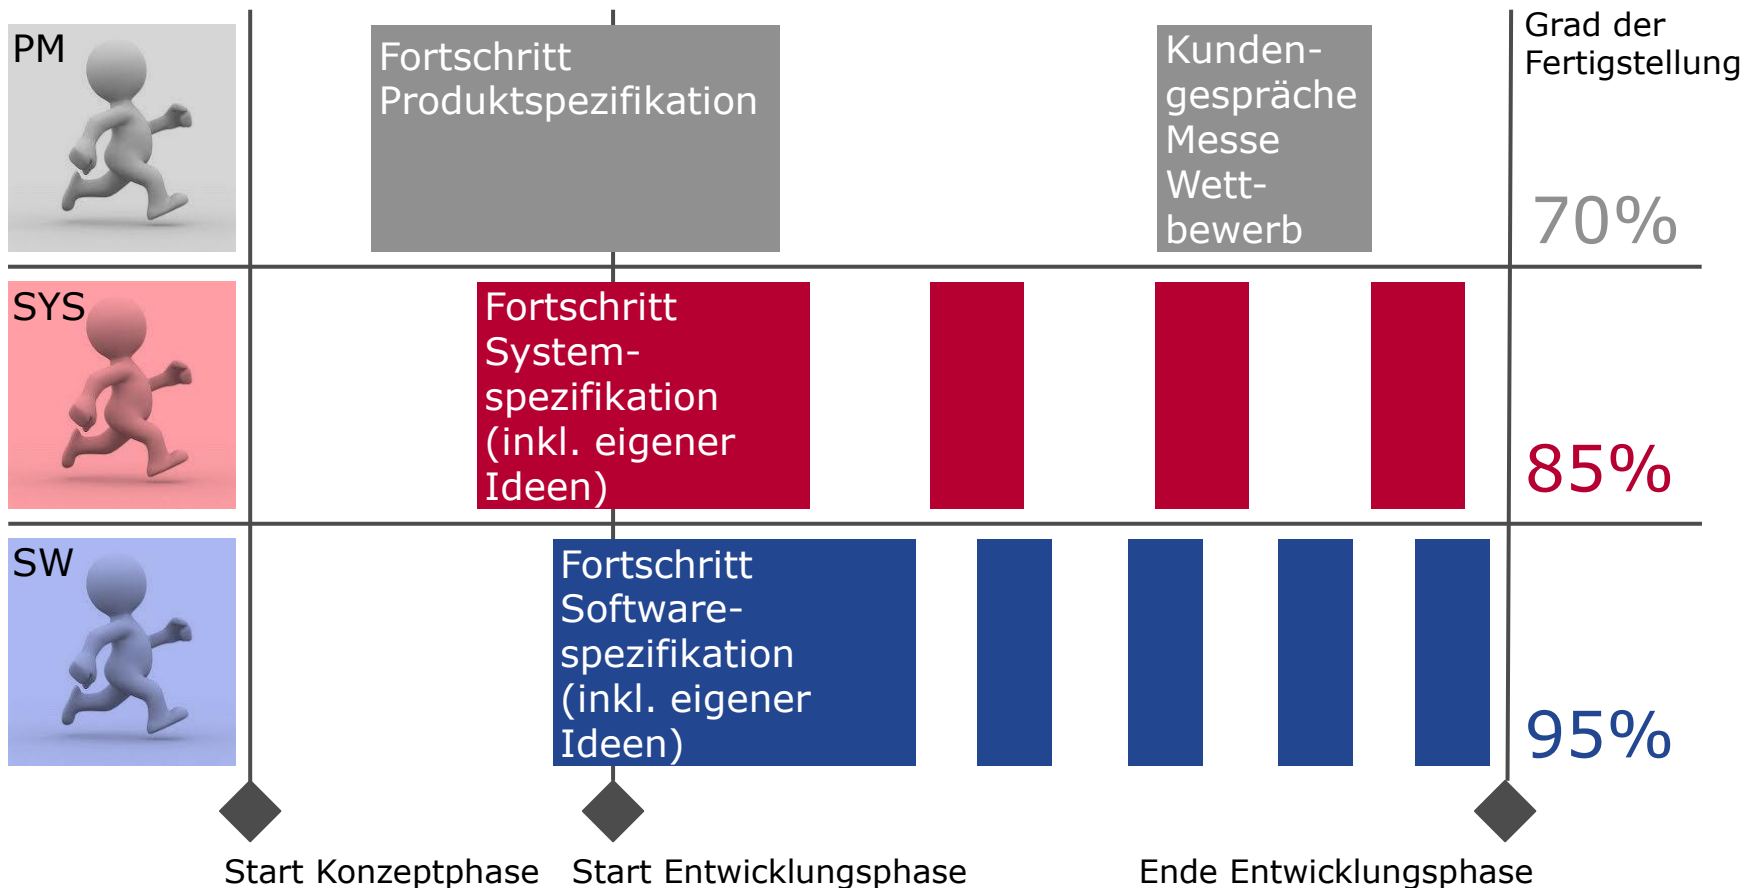 PM
Fortschritt
Produktspezifikation
Kunden-
gespräche
Messe
Wett-
bewerb
Grad der
Fertigstellung
70%
SYS
Fortschritt
System-
spezifikation
(inkl. eigener
Ideen)
85%
SW
Fortschritt
Software-
spezifikation
(inkl. eigener
Ideen)
95%
Start Konzeptphase
Start Entwicklungsphase
Ende Entwicklungsphase